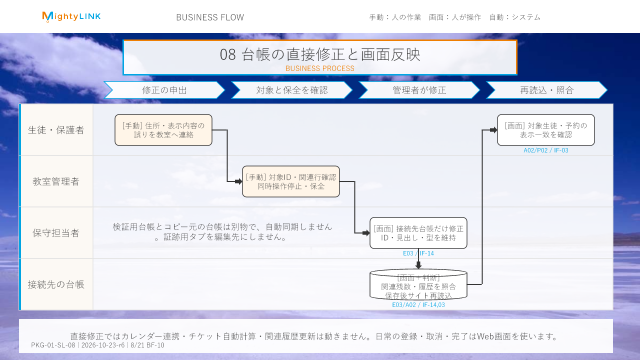 MightyLINK
BUSINESS FLOW
手動：人の作業　画面：人が操作　自動：システム
08 台帳の直接修正と画面反映
BUSINESS PROCESS
修正の申出
対象と保全を確認
管理者が修正
再読込・照合
生徒・保護者
[手動] 住所・表示内容の
誤りを教室へ連絡
[画面] 対象生徒・予約の
表示一致を確認
A02/P02 / IF-03
教室管理者
[手動] 対象ID・関連行確認
同時操作停止・保全
保守担当者
検証用台帳とコピー元の台帳は別物で、自動同期しません
。証跡用タブを編集先にしません。
[画面] 接続先台帳だけ修正
ID・見出し・型を維持
E03 / IF-14
接続先の台帳
[画面＋判断]
関連残数・履歴を照合
保存後サイト再読込
E03/A02 / IF-14,03
直接修正ではカレンダー連携・チケット自動計算・関連履歴更新は動きません。日常の登録・取消・完了はWeb画面を使います。
PKG-01-SL-08 | 2026-10-23-r6 | 8/21 BF-10